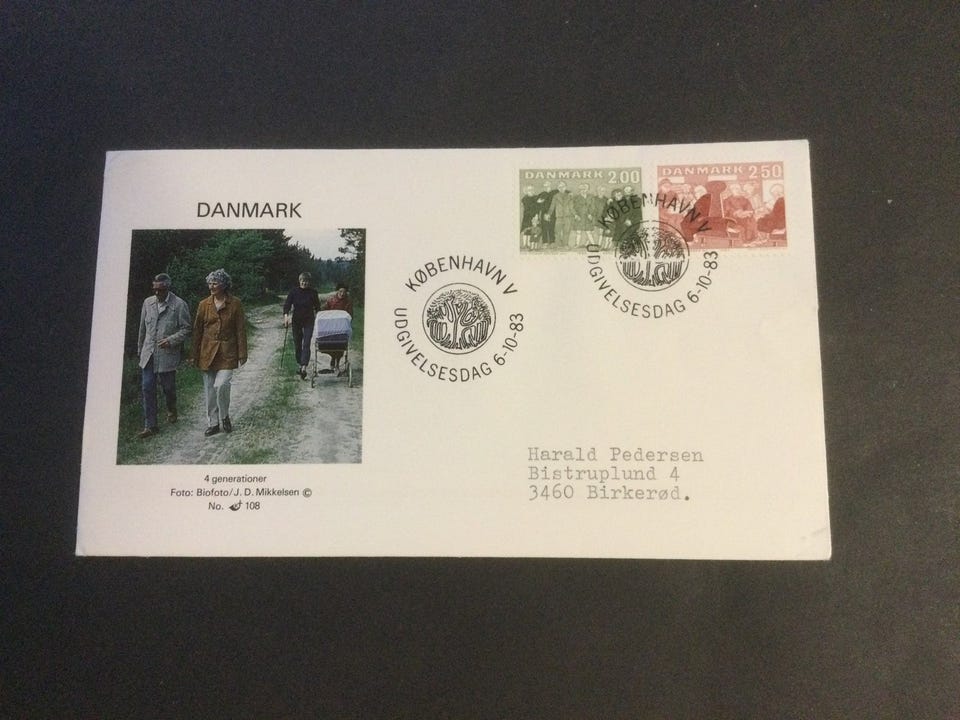 DANMARK
4 generationer
Foto: Biofoto/J. D. Mikkelsen ©
No. 108
KØBENHAVN V
UDGIVELSESDAG 6-10-83
DANMARK
2.00
DANMARK 2.50
KØBENHAVN V
UDGIVELSESDAG 6-10-83
Harald Pedersen
Bistruplund 4
3460 Birkerød.